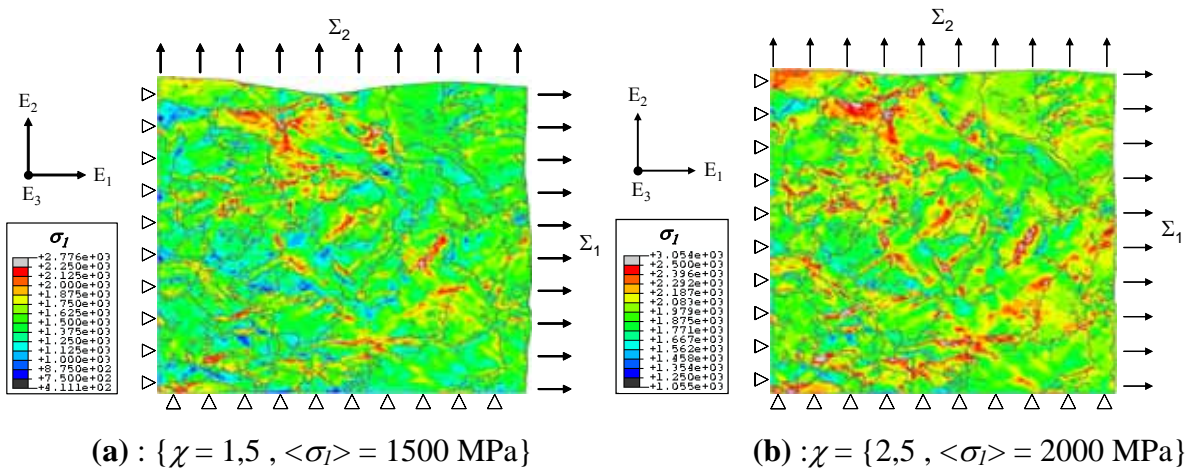 Σ2
E2
E1
E3
σ1
+2.776e+03
+2.250e+03
+2.125e+03
+2.000e+03
+1.875e+03
+1.750e+03
+1.625e+03
+1.500e+03
+1.375e+03
+1.250e+03
+1.125e+03
+1.000e+03
+8.750e+02
+7.500e+02
+4.111e+02
Σ1
(a) : {χ = 1,5 , <σI> = 1500 MPa}
Σ2
E2
E1
E3
σ1
+3.054e+03
+2.500e+03
+2.396e+03
+2.292e+03
+2.187e+03
+2.083e+03
+1.979e+03
+1.875e+03
+1.771e+03
+1.667e+03
+1.562e+03
+1.458e+03
+1.354e+03
+1.250e+03
+1.055e+03
Σ1
(b) :χ = {2,5 , <σI> = 2000 MPa}